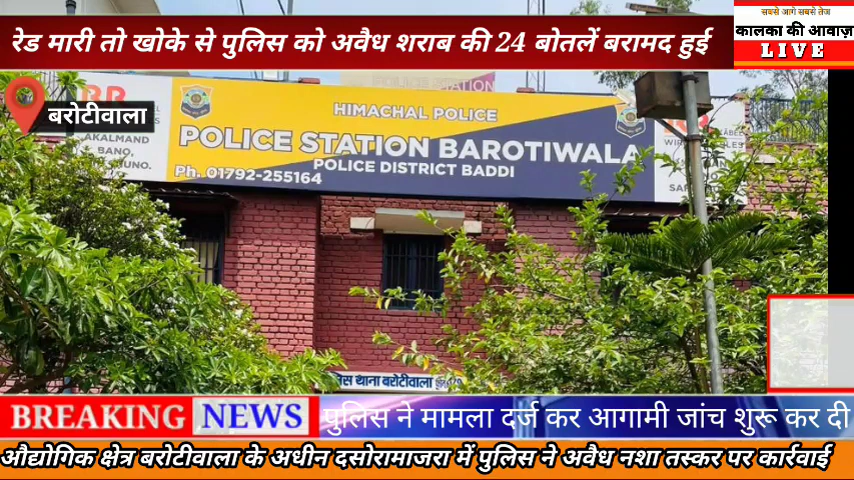 सबसे आगे सबसे तेज
कालका की आवाज़
LIVE
रेड मारी तो खोके से पुलिस को अवैध शराब की 24 बोतलें बरामद हुई
बरोटीवाला
AKALMAND
BANO,
HIMACHAL POLICE
POLICE STATION BAROTIWALA
POLICE DISTRICT BADDI
Ph. 01792-255164
POLICE STATION
थाना बरोटीवाला
BREAKING NEWS
पुलिस ने मामला दर्ज कर आगामी जांच शुरू कर दी
औद्योगिक क्षेत्र बरोटीवाला के अधीन दसोरामाजरा में पुलिस ने अवैध नशा तस्कर पर कार्रवाई